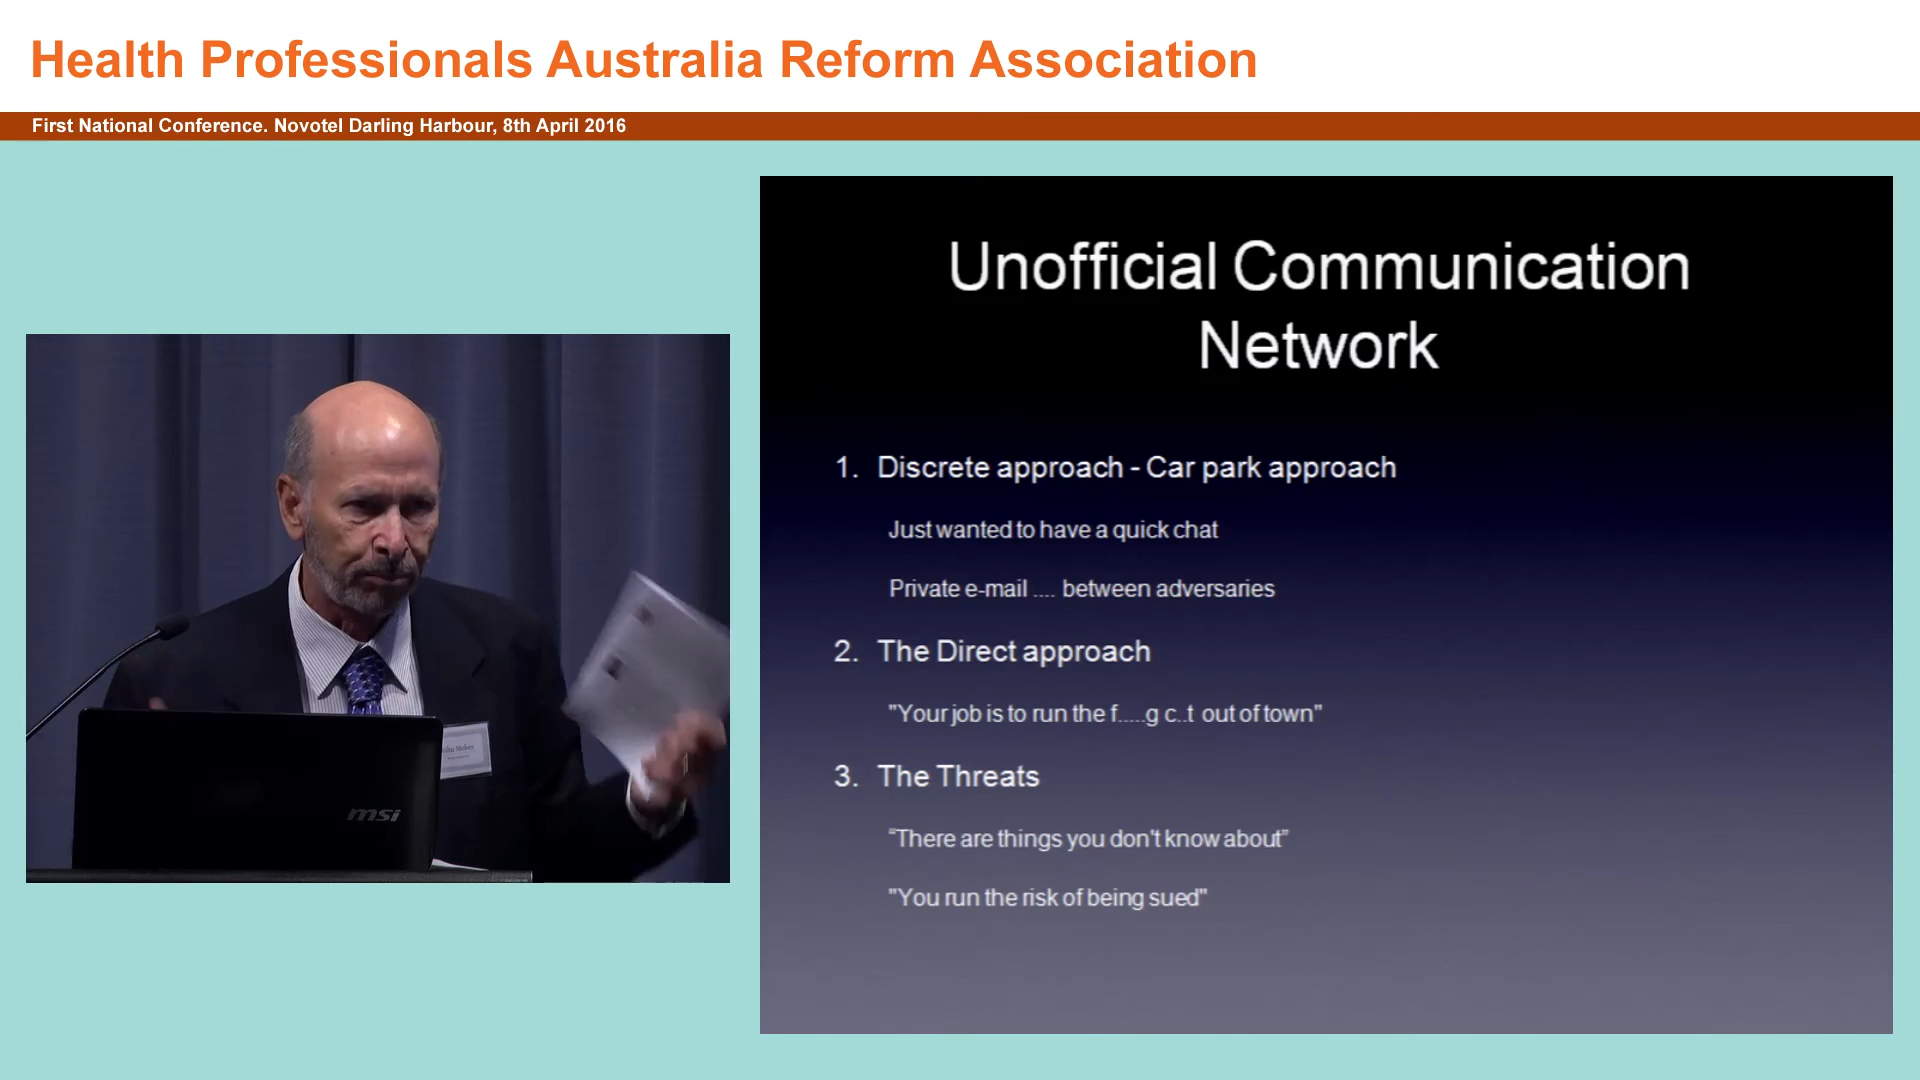 Health Professionals Australia Reform Association
First National Conference. Novotel Darling Harbour, 8th April 2016
Unofficial Communication
Network
1. Discrete approach - Car park approach
Just wanted to have a quick chat
Private e-mail .... between adversaries
2. The Direct approach
"Your job is to run the f.....g c..t out of town"
3. The Threats
“There are things you don't know about”
"You run the risk of being sued"
msi